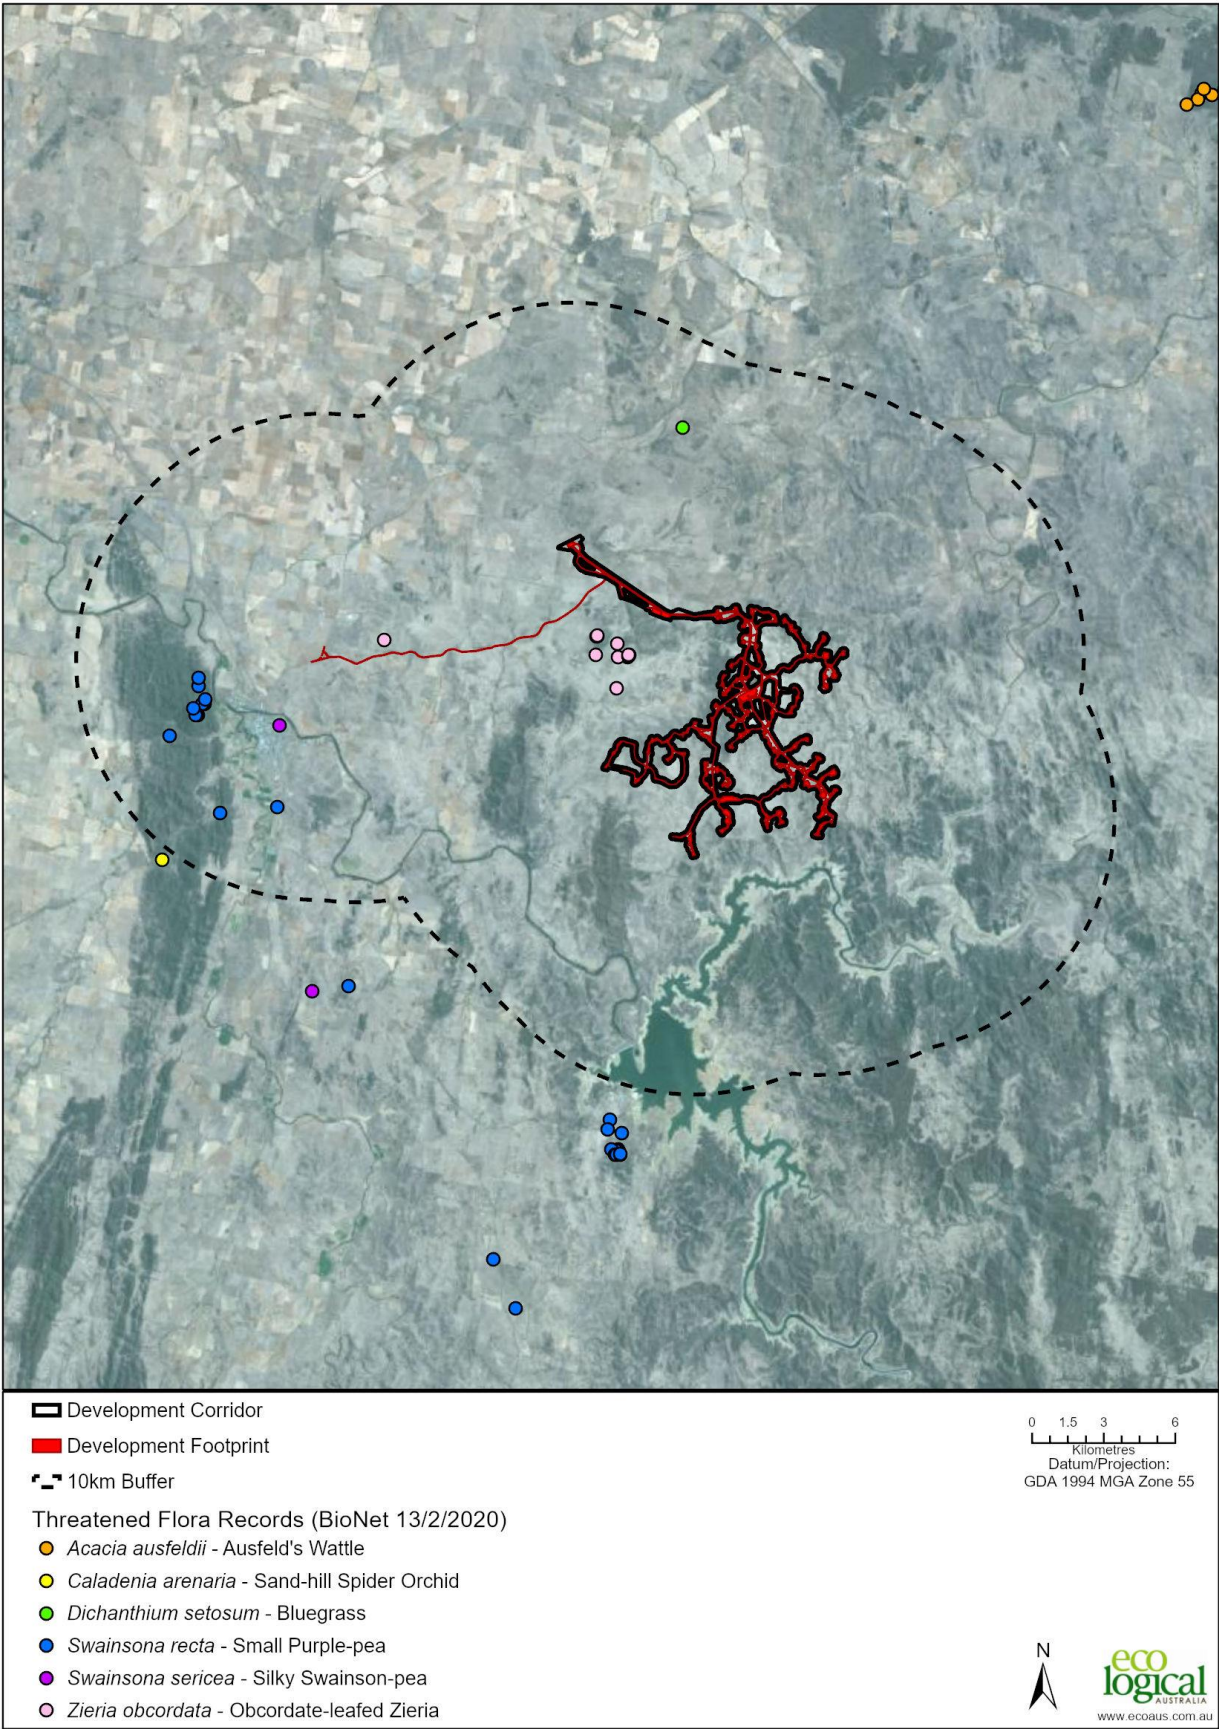 Development Corridor
Development Footprint
10km Buffer
Threatened Flora Records (BioNet 13/2/2020)
Acacia ausfeldii - Ausfeld's Wattle
Caladenia arenaria - Sand-hill Spider Orchid
Dichanthium setosum - Bluegrass
Swainsona recta - Small Purple-pea
Swainsona sericea - Silky Swainson-pea
Zieria obcordata - Obcordate-leafed Zieria
0 1.5 3 6
Kilometres
Datum/Projection:
GDA 1994 MGA Zone 55
N
eco
logical
AUSTRALIA
www.ecoaus.com.au